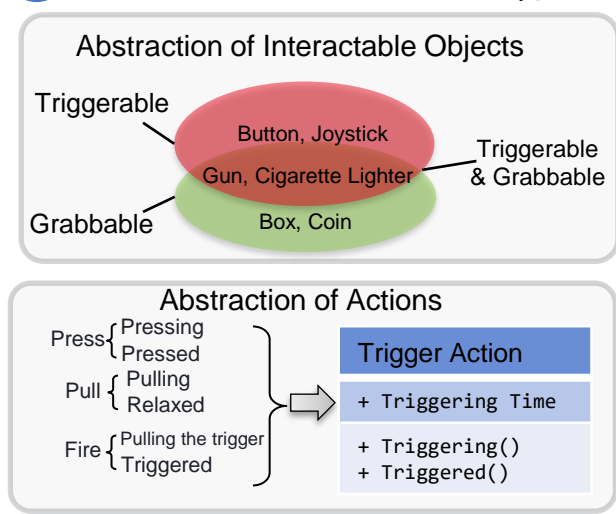 Abstraction of Interactable Objects
Triggerable
Button, Joystick
Gun, Cigarette Lighter
Triggerable
& Grabbable
Grabbable
Box, Coin
Abstraction of Actions
Press
Pressing
Pressed
Pull
Pulling
Relaxed
Fire
Pulling the trigger
Triggered
Trigger Action
+ Triggering Time
+ Triggering()
+ Triggered()